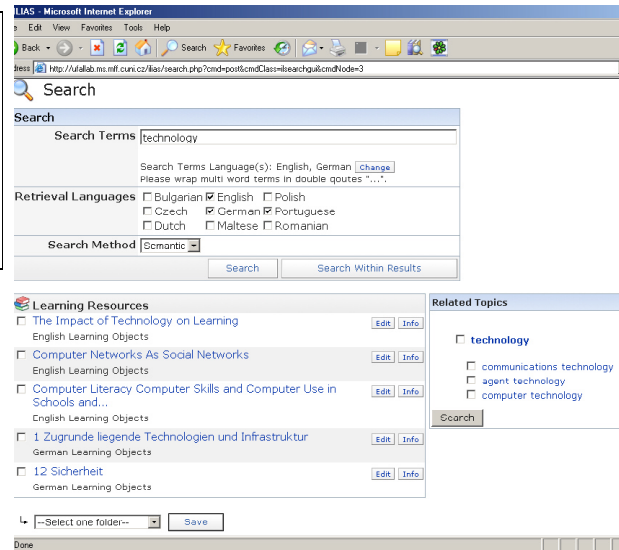 ILIAS - Microsoft Internet Explorer
Edit View Favorites Tools Help
Back Search Favorites
http://ufallab.ms.mff.cuni.cz/ilias/search.php?cmd=post&cmdClass=ilsearchgui&cmdNode=3
Search
Search
Search Terms technology
Search Terms Language(s): English, German Change
Please wrap multi word terms in double qoutes "...".
Retrieval Languages Bulgarian English Polish
Czech German Portuguese
Dutch Maltese Romanian
Search Method Semantic
Search Search Within Results
Learning Resources
The Impact of Technology on Learning Edit Info
English Learning Objects
Computer Networks As Social Networks Edit Info
English Learning Objects
Computer Literacy Computer Skills and Computer Use in Schools and... Edit Info
English Learning Objects
1 Zugrunde liegende Technologien und Infrastruktur Edit Info
German Learning Objects
12 Sicherheit Edit Info
German Learning Objects
--Select one folder-- Save
Related Topics
technology
communications technology
agent technology
computer technology
Search
Done